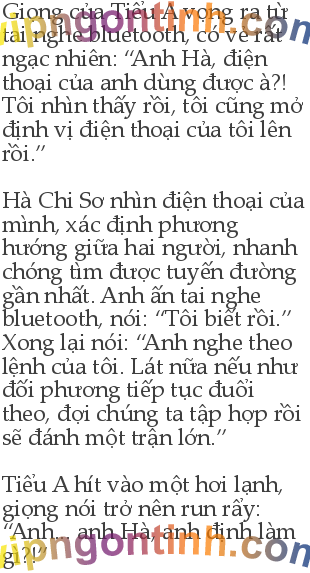 Giọng của Tiểu A vọng ra từ
tai nghe bluetooth, có vẻ rất
ngạc nhiên: “Anh Hà, điện
thoại của anh dùng được à?!
Tôi nhìn thấy rồi, tôi cũng mở
định vị điện thoại của tôi lên
rồi.”
Hà Chi Sơ nhìn điện thoại của
mình, xác định phương
hướng giữa hai người, nhanh
chóng tìm được tuyến đường
gần nhất. Anh ấn tai nghe
bluetooth, nói: “Tôi biết rồi.”
Xong lại nói: “Anh nghe theo
lệnh của tôi. Lát nữa nếu như
đối phương tiếp tục đuổi
theo, đợi chúng ta tập hợp rồi
sẽ đánh một trận lớn.”
Tiểu A hít vào một hơi lạnh,
giọng nói trở nên run rẩy:
“Anh... anh Hà, anh định làm
gì?!”
vipngontinh.com